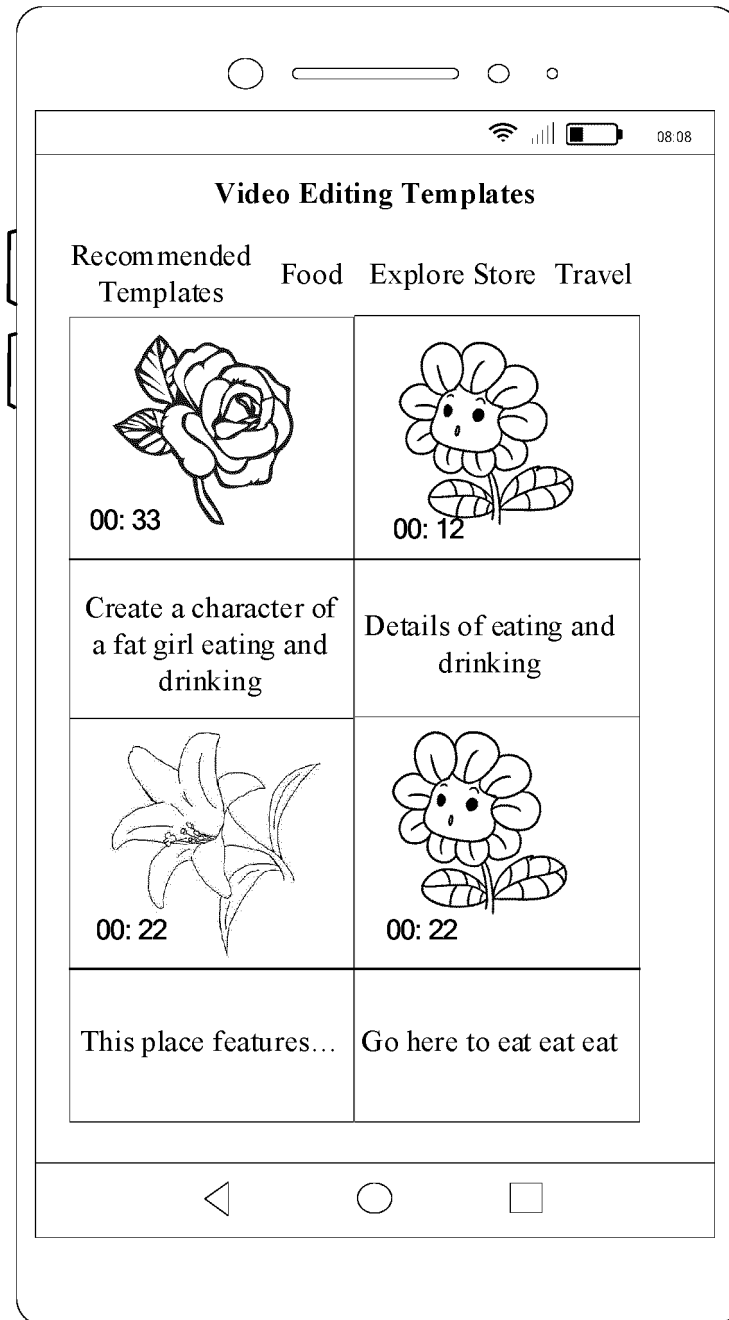 08:08
Video Editing Templates
Recommended
Templates
Food
Explore Store
Travel
00: 33
00: 12
Create a character of
a fat girl eating and
drinking
Details of eating and
drinking
00: 22
00: 22
This place features…
Go here to eat eat eat